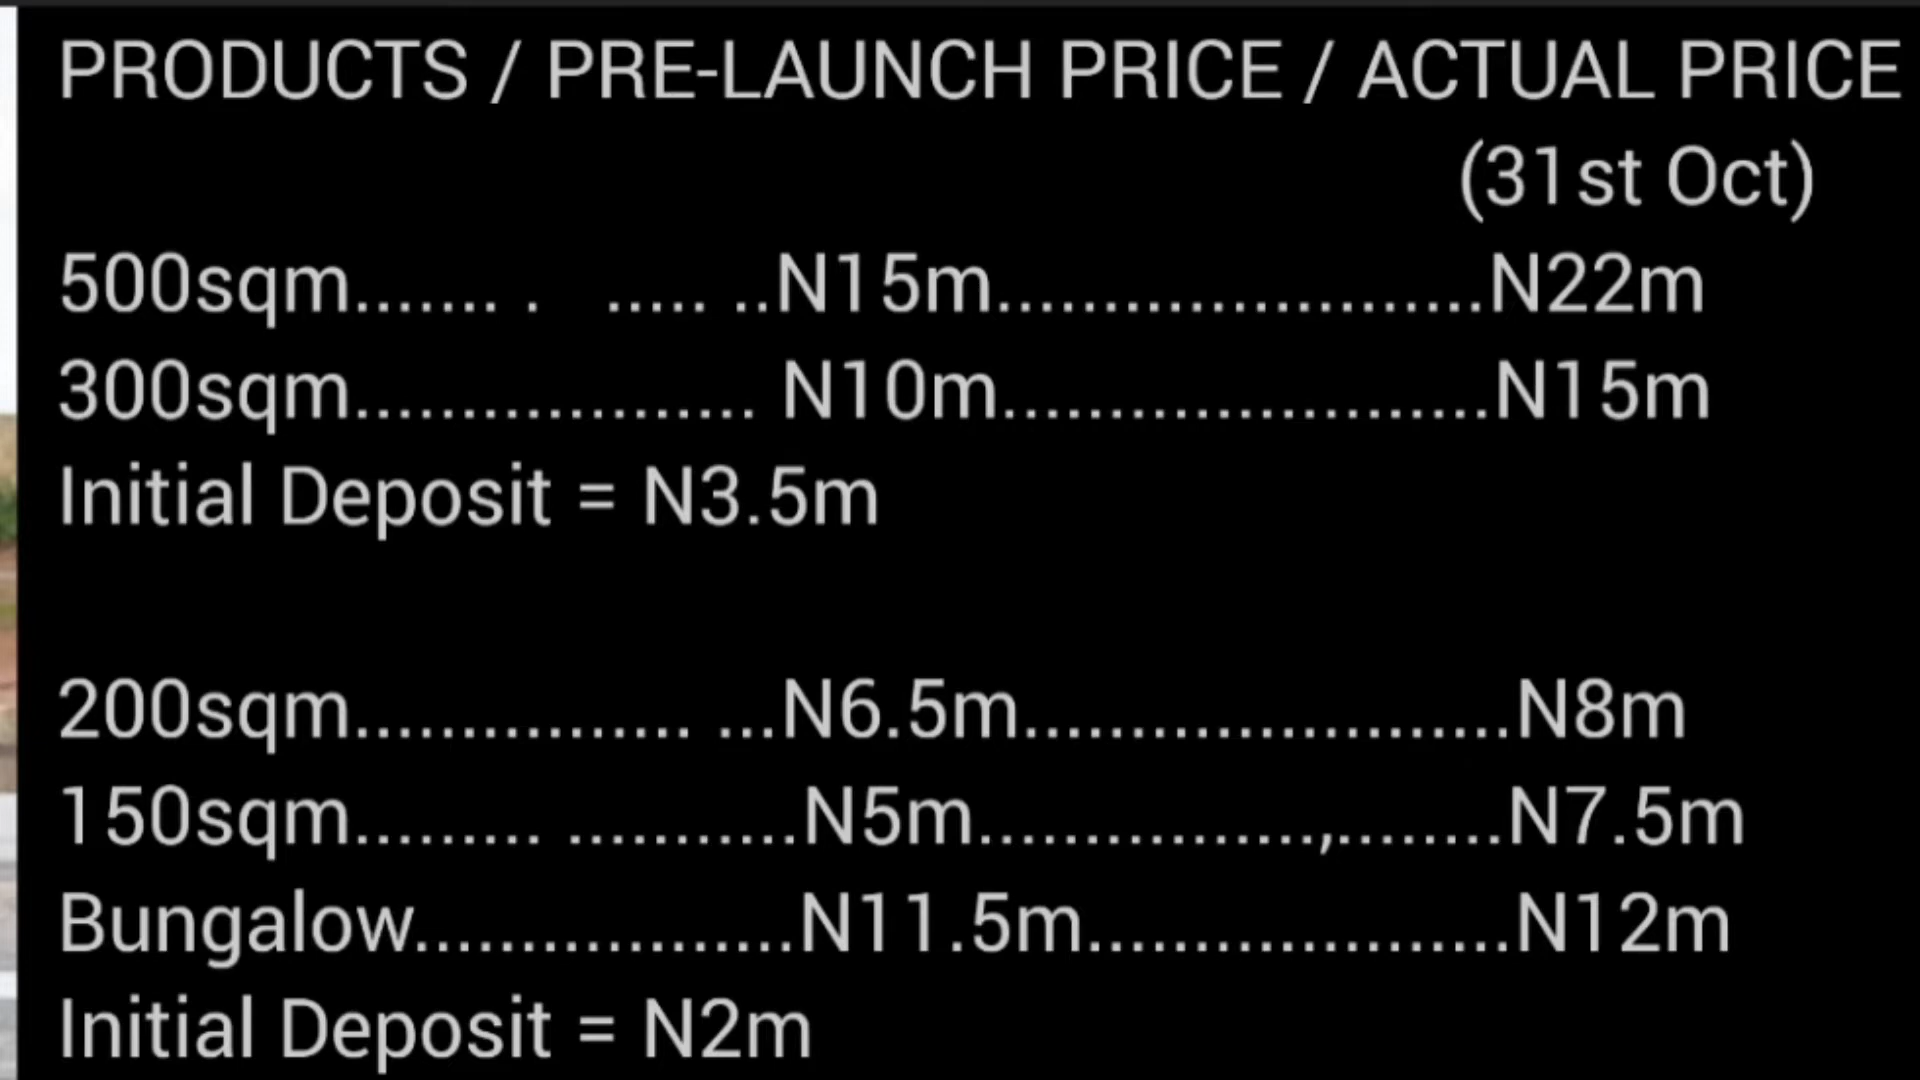 PRODUCTS / PRE-LAUNCH PRICE / ACTUAL PRICE
(31st Oct)
500sqm....... .   ..... ..N15m.......................N22m
300sqm................... N10m.......................N15m
Initial Deposit = N3.5m
200sqm................ ...N6.5m.......................N8m
150sqm......... ...........N5m................,........N7.5m
Bungalow..................N11.5m....................N12m
Initial Deposit = N2m